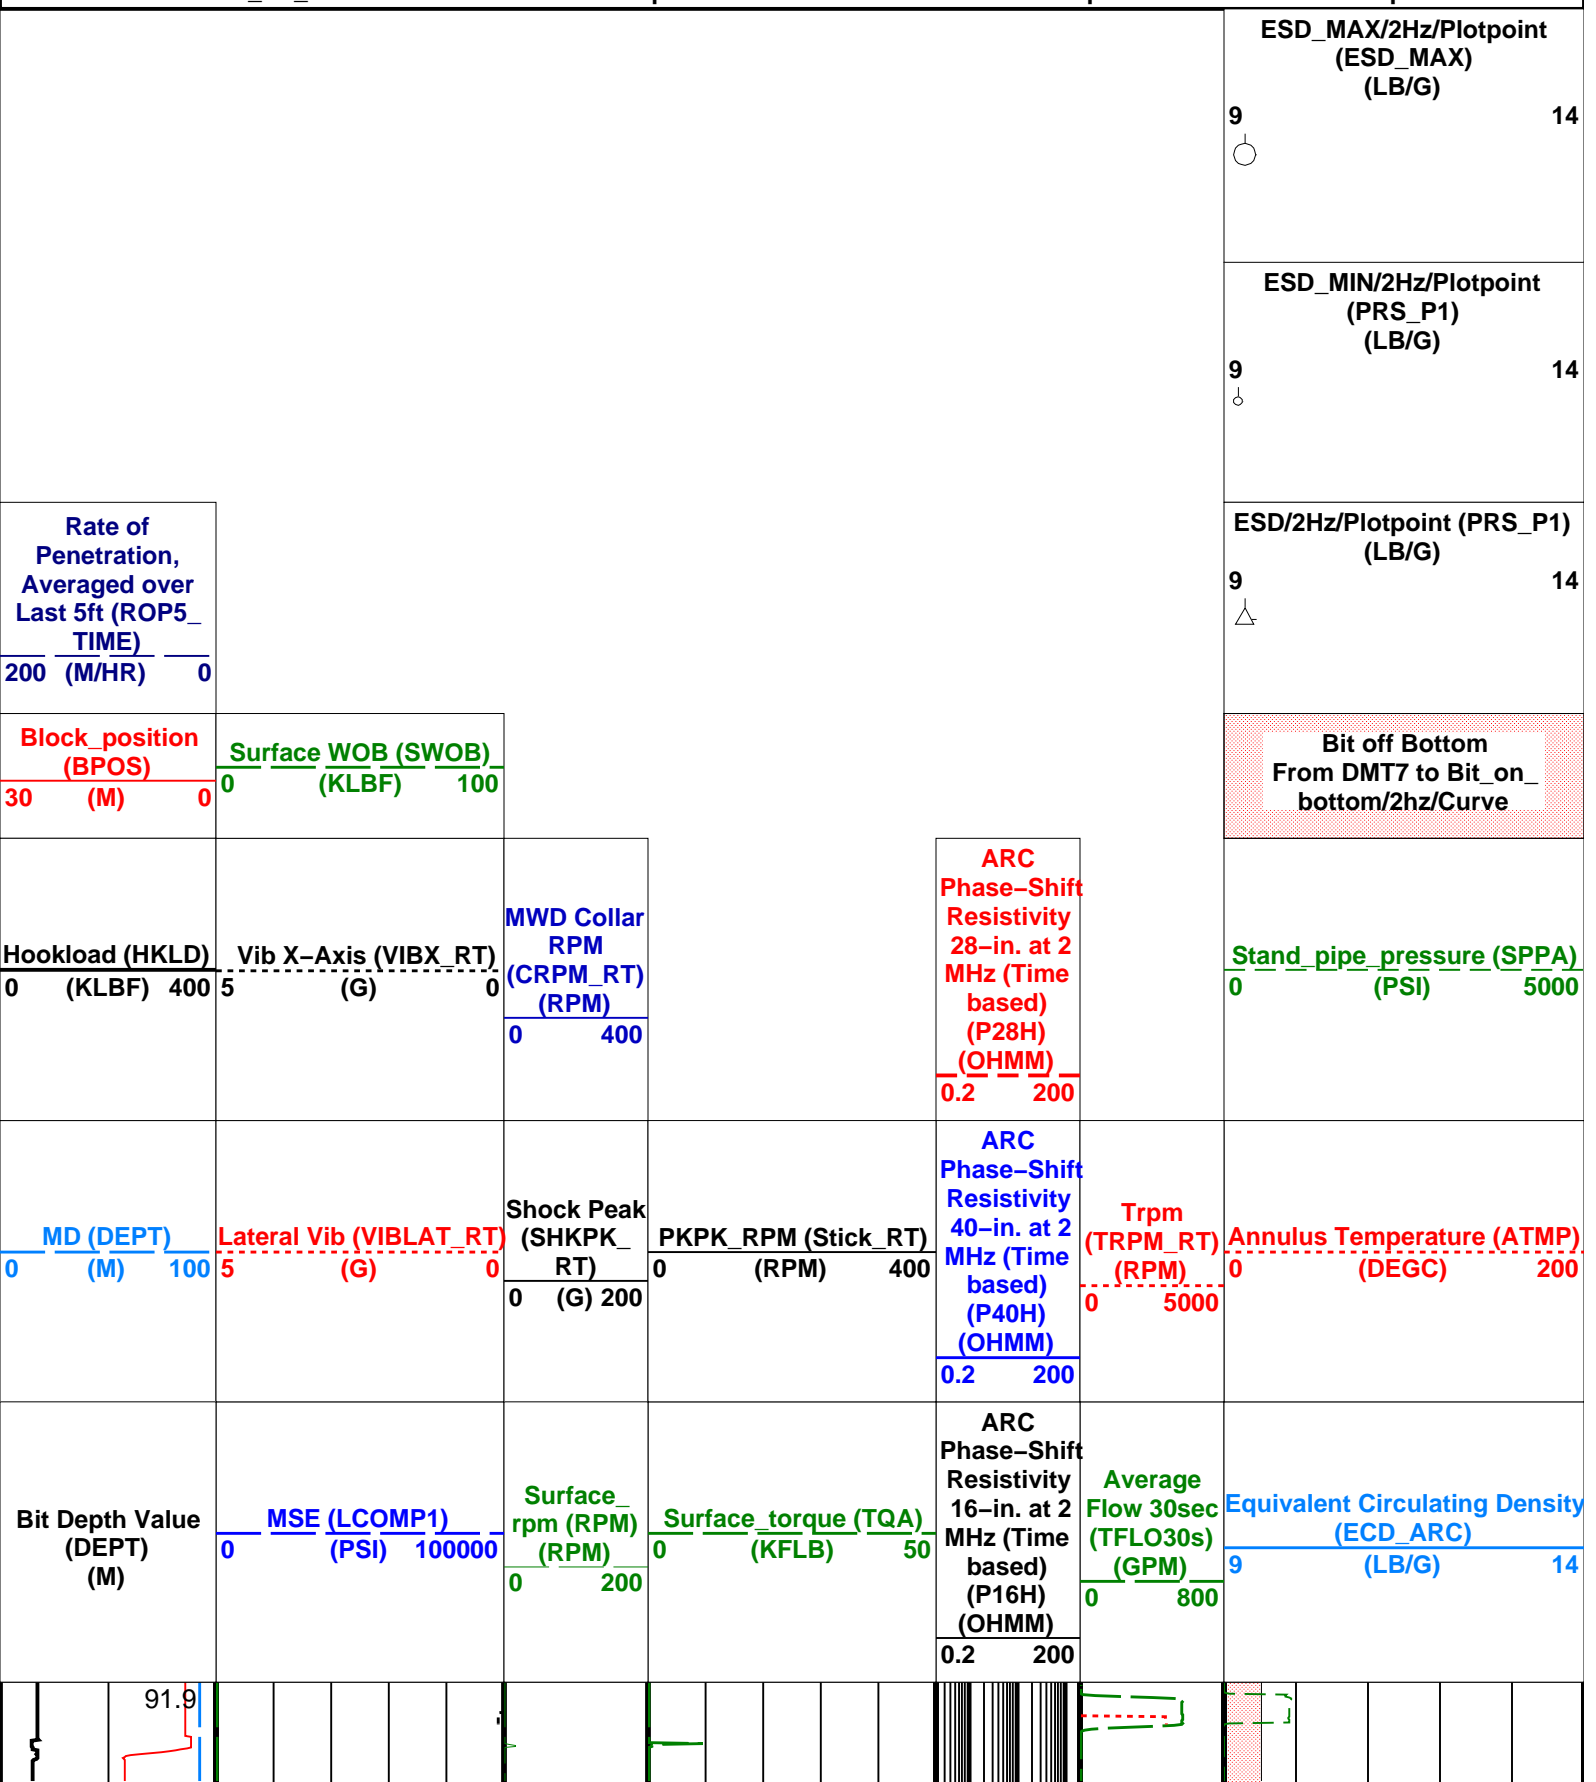 ESD_MAX/2Hz/Plotpoint
(ESD_MAX)
(LB/G)
9 14
ESD_MIN/2Hz/Plotpoint
(PRS_P1)
(LB/G)
9 14
Rate of
Penetration,
Averaged over
Last 5ft (ROP5_
TIME)
200 (M/HR) 0
ESD/2Hz/Plotpoint (PRS_P1)
(LB/G)
9 14
Block_position
(BPOS)
30 (M) 0
Surface WOB (SWOB)
0 (KLBF) 100
Bit off Bottom
From DMT7 to Bit_on_
bottom/2hz/Curve
Hookload (HKLD)
0 (KLBF) 400
Vib X−Axis (VIBX_RT)
5 (G) 0
MWD Collar
RPM
(CRPM_RT)
(RPM)
0 400
ARC
Phase−Shift
Resistivity
28−in. at 2
MHz (Time
based)
(P28H)
(OHMM)
0.2 200
Stand_pipe_pressure (SPPA)
0 (PSI) 5000
MD (DEPT)
0 (M) 100
Lateral Vib (VIBLAT_RT)
5 (G) 0
Shock Peak
(SHKPK_
RT)
0 (G) 200
PKPK_RPM (Stick_RT)
0 (RPM) 400
ARC
Phase−Shift
Resistivity
40−in. at 2
MHz (Time
based)
(P40H)
(OHMM)
0.2 200
Trpm
(TRPM_RT)
(RPM)
0 5000
Annulus Temperature (ATMP)
0 (DEGC) 200
Bit Depth Value
(DEPT)
(M)
MSE (LCOMP1)
0 (PSI) 100000
Surface_
rpm (RPM)
(RPM)
0 200
Surface_torque (TQA)
0 (KFLB) 50
ARC
Phase−Shift
Resistivity
16−in. at 2
MHz (Time
based)
(P16H)
(OHMM)
0.2 200
Average
Flow 30sec
(TFLO30s)
(GPM)
0 800
Equivalent Circulating Density
(ECD_ARC)
9 (LB/G) 14
91.9